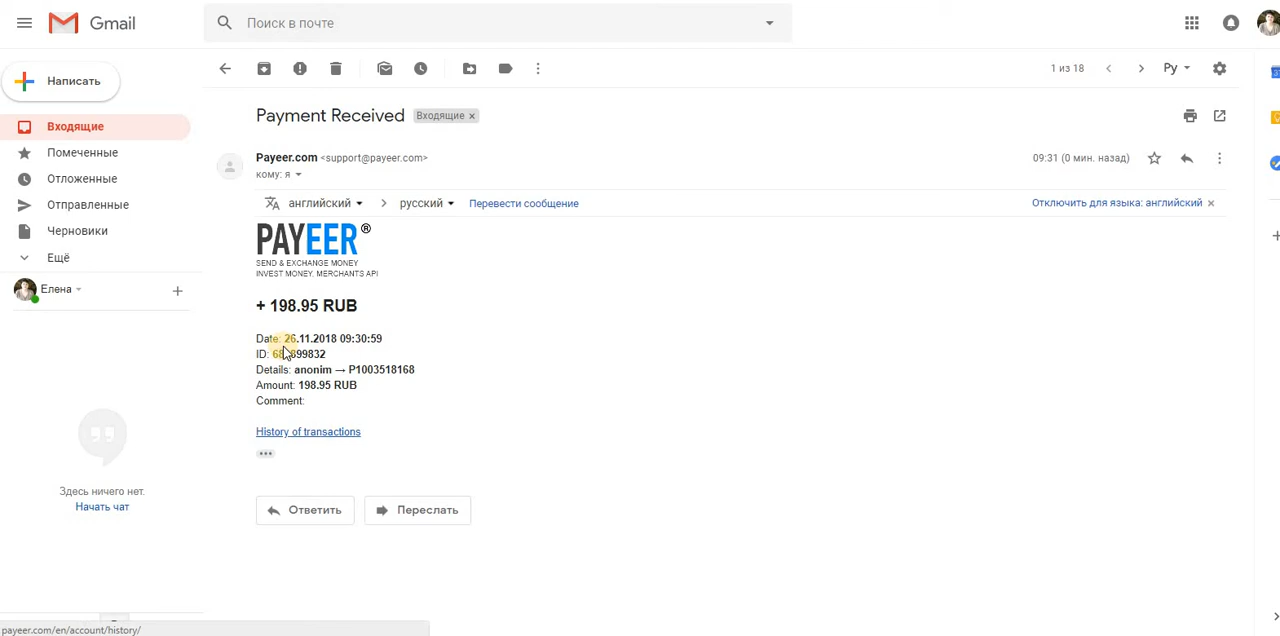 Gmail
Поиск в почте
Написать
1 из 18
Ру
Входящие
Помеченные
Отложенные
Отправленные
Черновики
Ещё
Елена
Здесь ничего нет.
Начать чат
Payment Received Входящие ×
Payeer.com <support@payeer.com>
09:31 (0 мин. назад)
кому: я
английский > русский Перевести сообщение
Отключить для языка: английский ×
PAYEER®
SEND & EXCHANGE MONEY
INVEST MONEY, MERCHANTS API
+ 198.95 RUB
Date: 26.11.2018 09:30:59
ID:
Details: anonim → P1003518168
Amount: 198.95 RUB
Comment:
History of transactions
Ответить
Переслать
payeer.com/en/account/history/